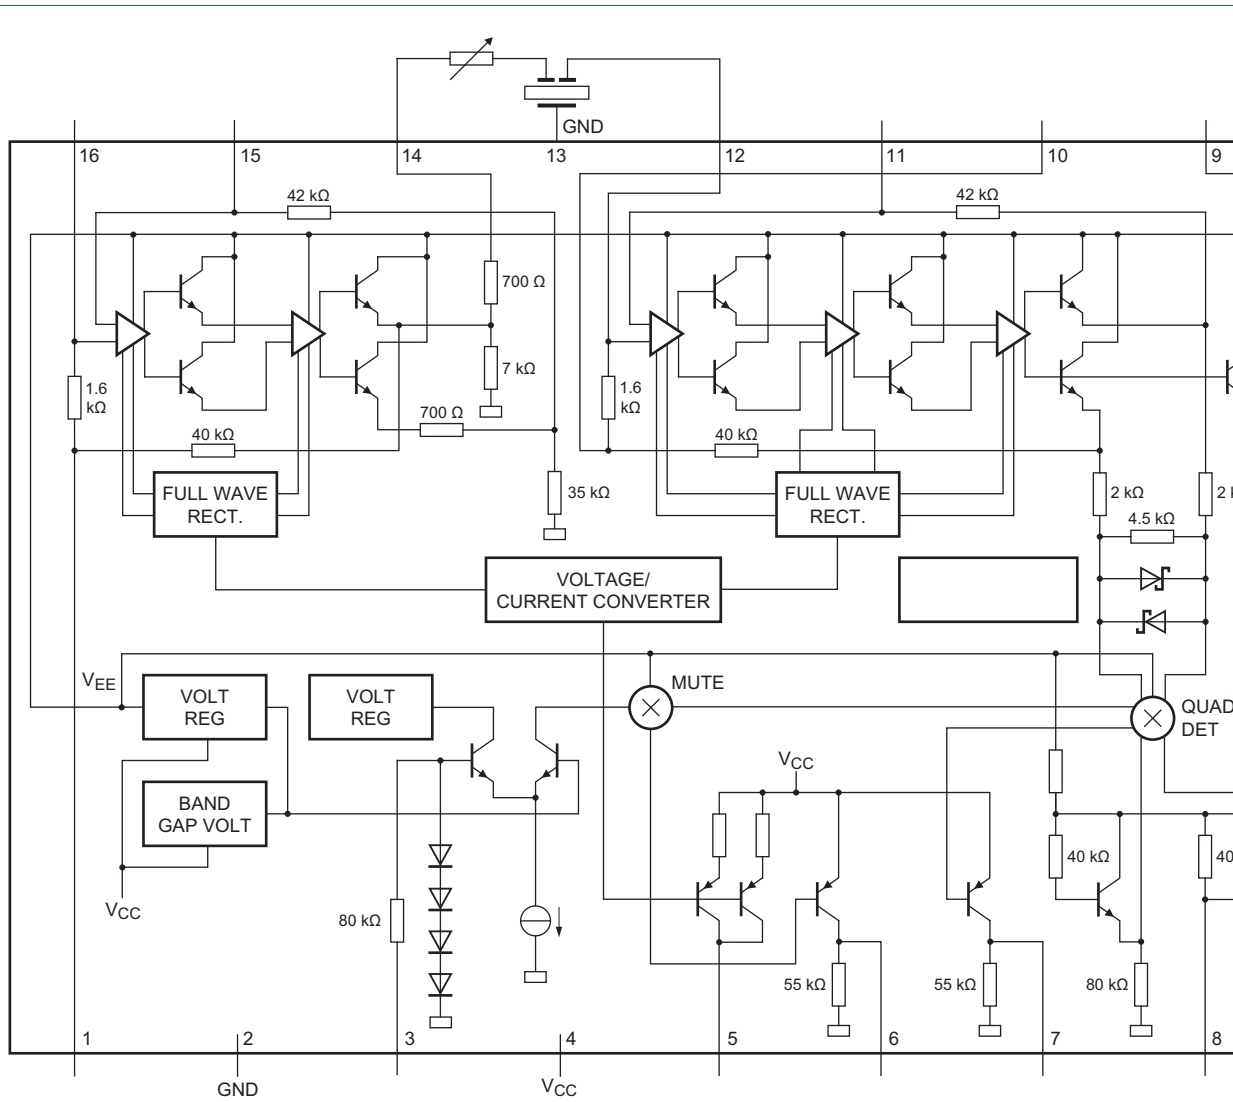 GND
16
15
14
13
12
11
10
9
42 kΩ
42 kΩ
700 Ω
7 kΩ
1.6
kΩ
700 Ω
40 kΩ
1.6
kΩ
40 kΩ
FULL WAVE
RECT.
35 kΩ
FULL WAVE
RECT.
2 kΩ
2 k
4.5 kΩ
VOLTAGE/
CURRENT CONVERTER
VEE
VOLT
REG
VOLT
REG
MUTE
QUAD
DET
VCC
BAND
GAP VOLT
40 kΩ
40
VCC
80 kΩ
55 kΩ
55 kΩ
80 kΩ
1
2
3
4
5
6
7
8
GND
VCC